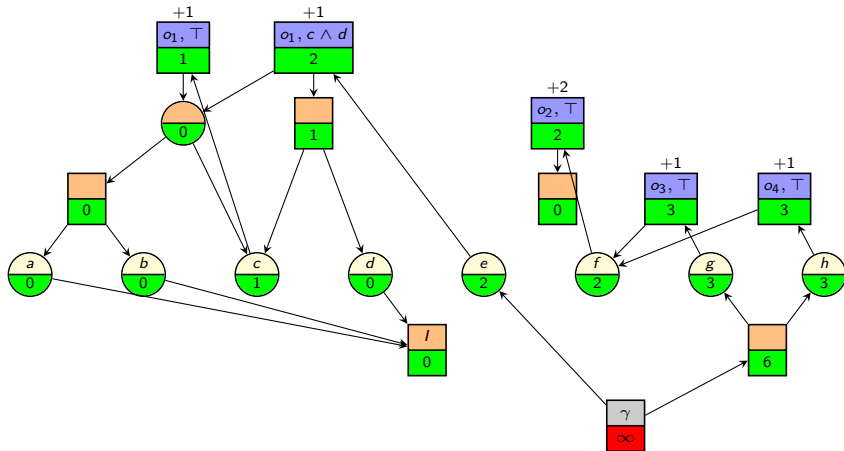 +1 +1
o₁, ⊤ o₁, c ∧ d
1 2
+2
o₂, ⊤
0 1 2
+1 +1
o₃, ⊤ o₄, ⊤
0 0 3 3
a b c d e f g h
0 0 1 0 2 2 3 3
I
0 6
γ
∞